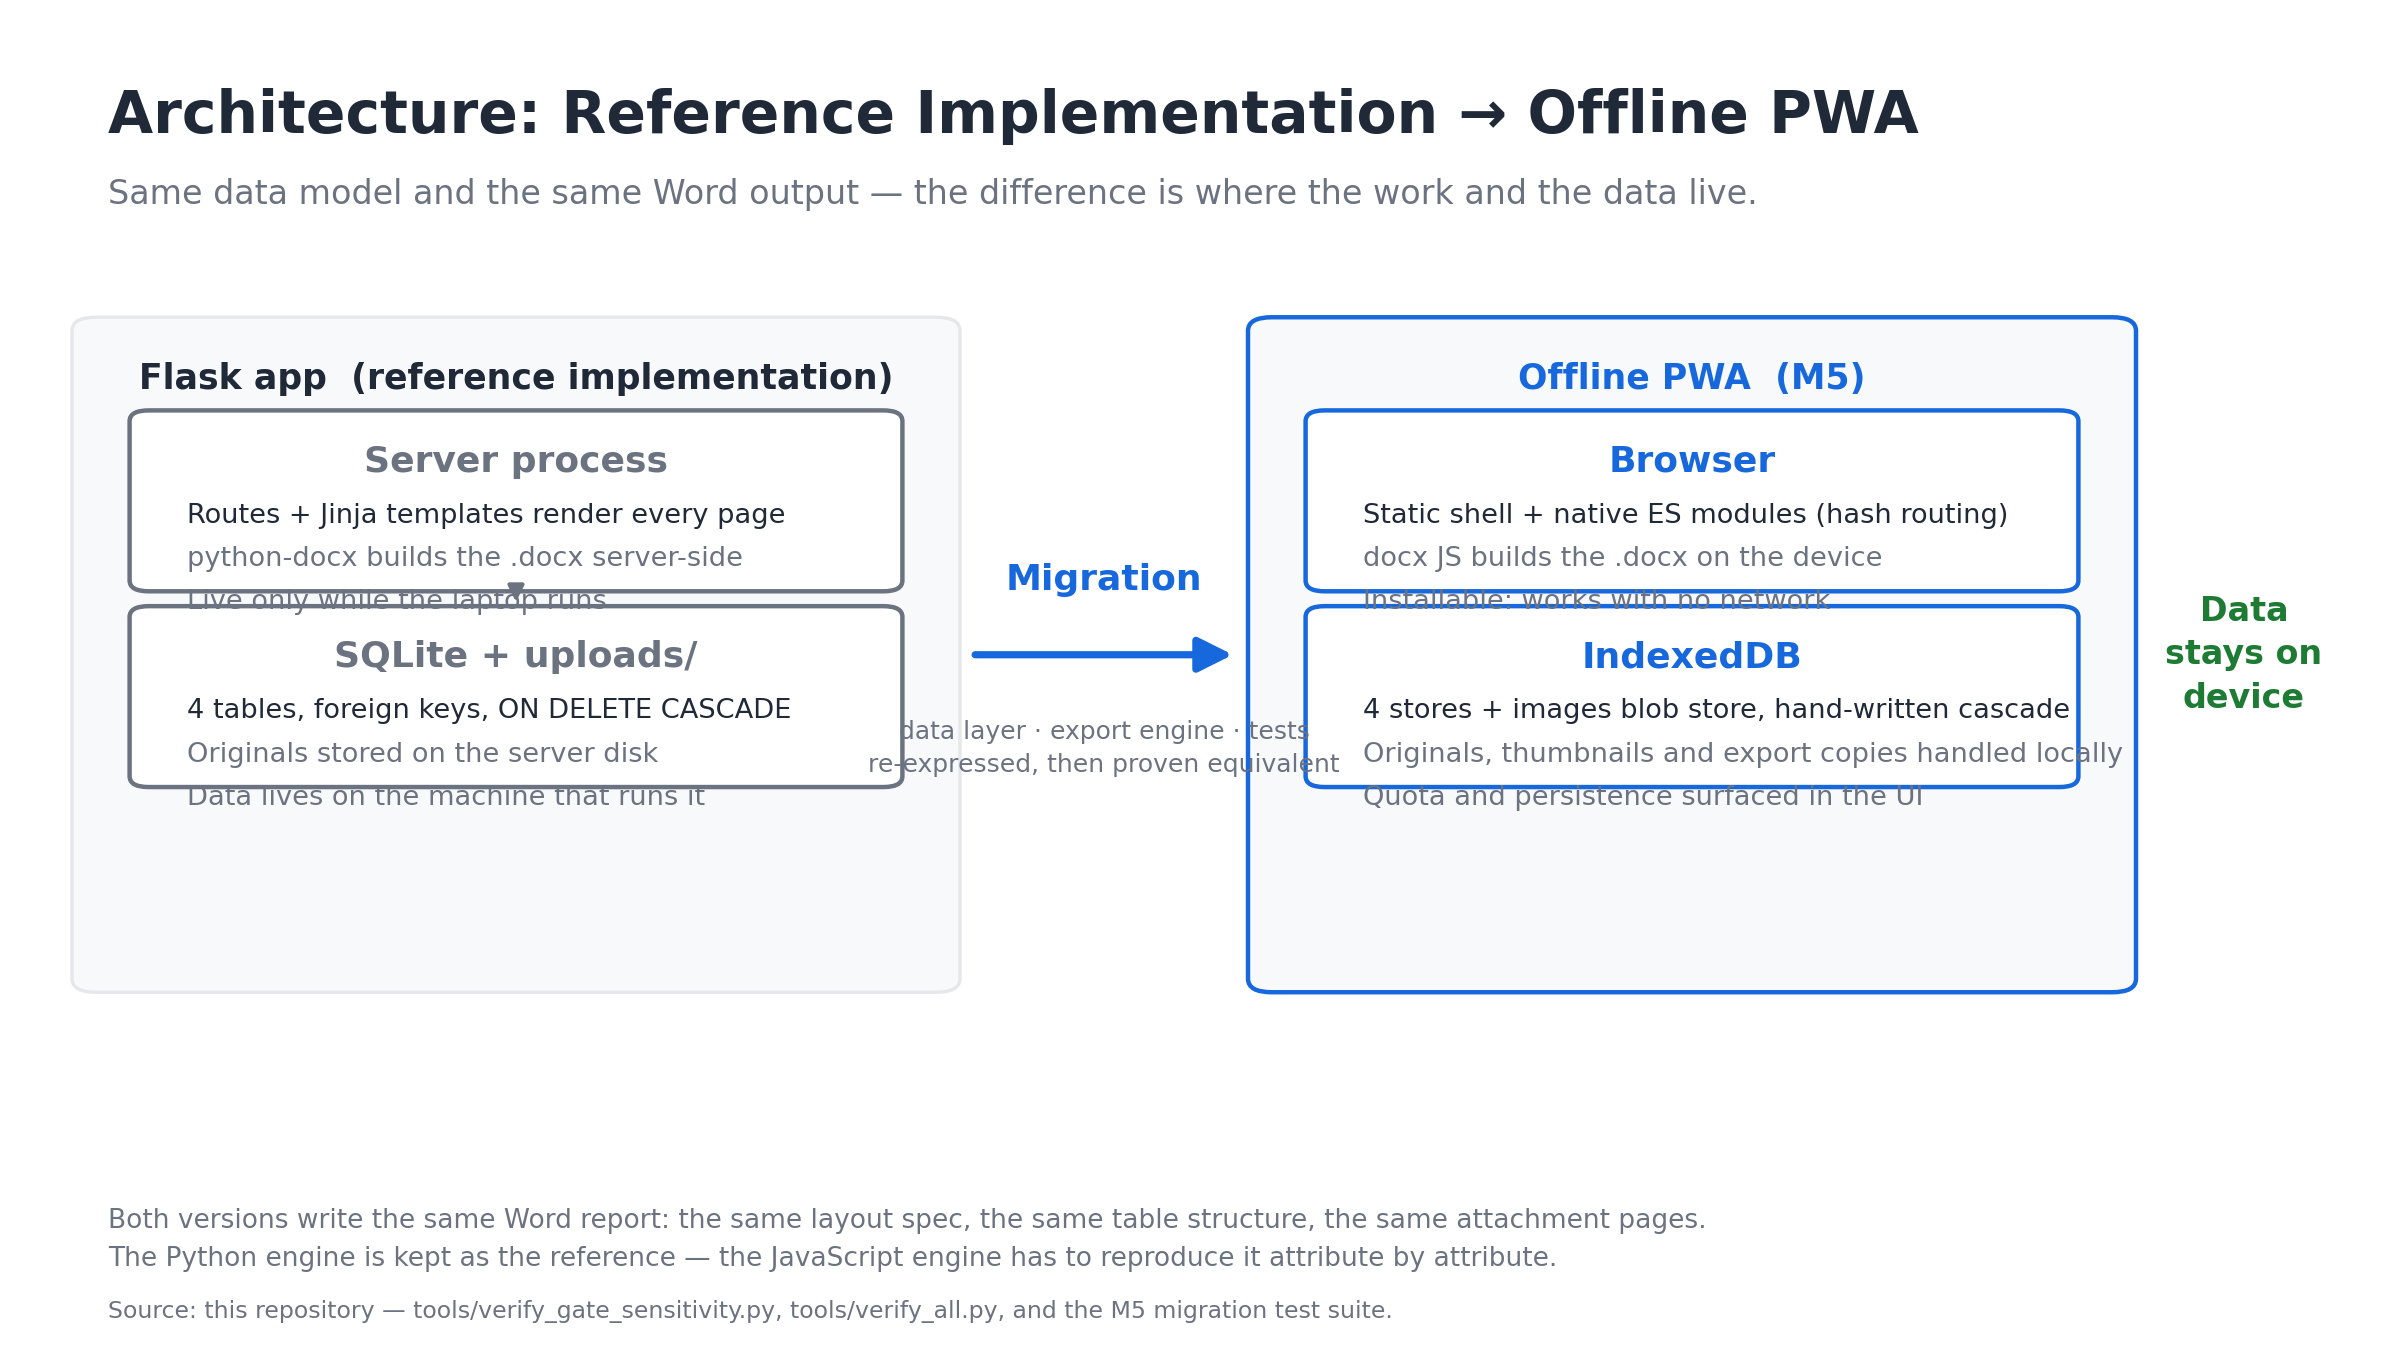 Architecture: Reference Implementation → Offline PWA
Same data model and the same Word output — the difference is where the work and the data live.
Flask app (reference implementation)
Server process
Routes + Jinja templates render every page
python-docx builds the .docx server-side
Live only while the laptop runs
SQLite + uploads/
4 tables, foreign keys, ON DELETE CASCADE
Originals stored on the server disk
Data lives on the machine that runs it
Migration
data layer · export engine · tests
re-expressed, then proven equivalent
Offline PWA (M5)
Browser
Static shell + native ES modules (hash routing)
docx JS builds the .docx on the device
Installable: works with no network
IndexedDB
4 stores + images blob store, hand-written cascade
Originals, thumbnails and export copies handled locally
Quota and persistence surfaced in the UI
Data
stays on
device
Both versions write the same Word report: the same layout spec, the same table structure, the same attachment pages.
The Python engine is kept as the reference — the JavaScript engine has to reproduce it attribute by attribute.
Source: this repository — tools/verify_gate_sensitivity.py, tools/verify_all.py, and the M5 migration test suite.